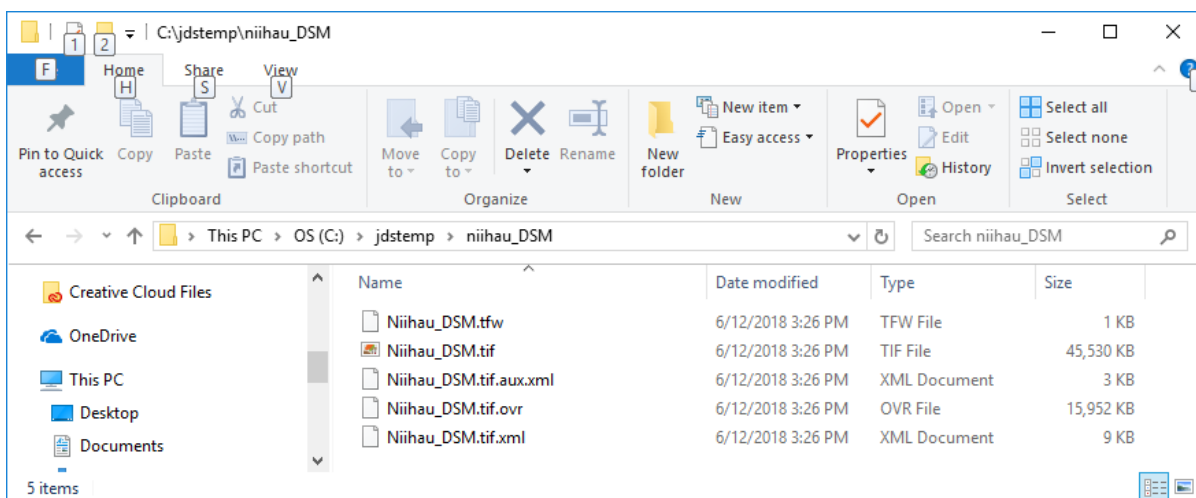 1 2 C:\jdstemp\niihau_DSM
F Home Share View
H S V
Pin to Quick access
Copy
Paste
Cut
Copy path
Paste shortcut
Move to
Copy to
Delete
Rename
New folder
New item
Easy access
Properties
Open
Edit
History
Select all
Select none
Invert selection
Clipboard Organize New Open Select
This PC > OS (C:) > jdstemp > niihau_DSM Search niihau_DSM
Creative Cloud Files
OneDrive
This PC
Desktop
Documents
Name Date modified Type Size
Niihau_DSM.tfw 6/12/2018 3:26 PM TFW File 1 KB
Niihau_DSM.tif 6/12/2018 3:26 PM TIF File 45,530 KB
Niihau_DSM.tif.aux.xml 6/12/2018 3:26 PM XML Document 3 KB
Niihau_DSM.tif.ovr 6/12/2018 3:26 PM OVR File 15,952 KB
Niihau_DSM.tif.xml 6/12/2018 3:26 PM XML Document 9 KB
5 items